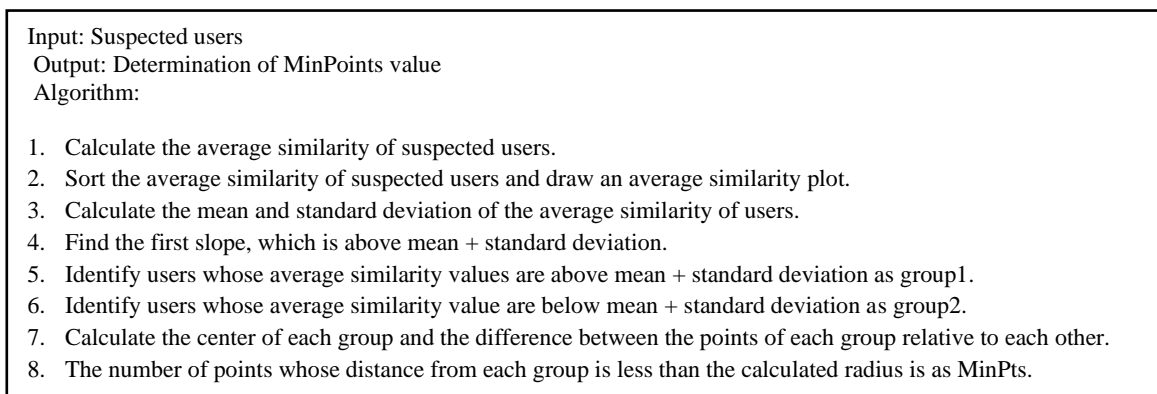 Input: Suspected users
Output: Determination of MinPoints value
Algorithm:
1. Calculate the average similarity of suspected users.
2. Sort the average similarity of suspected users and draw an average similarity plot.
3. Calculate the mean and standard deviation of the average similarity of users.
4. Find the first slope, which is above mean + standard deviation.
5. Identify users whose average similarity values are above mean + standard deviation as group1.
6. Identify users whose average similarity value are below mean + standard deviation as group2.
7. Calculate the center of each group and the difference between the points of each group relative to each other.
8. The number of points whose distance from each group is less than the calculated radius is as MinPts.